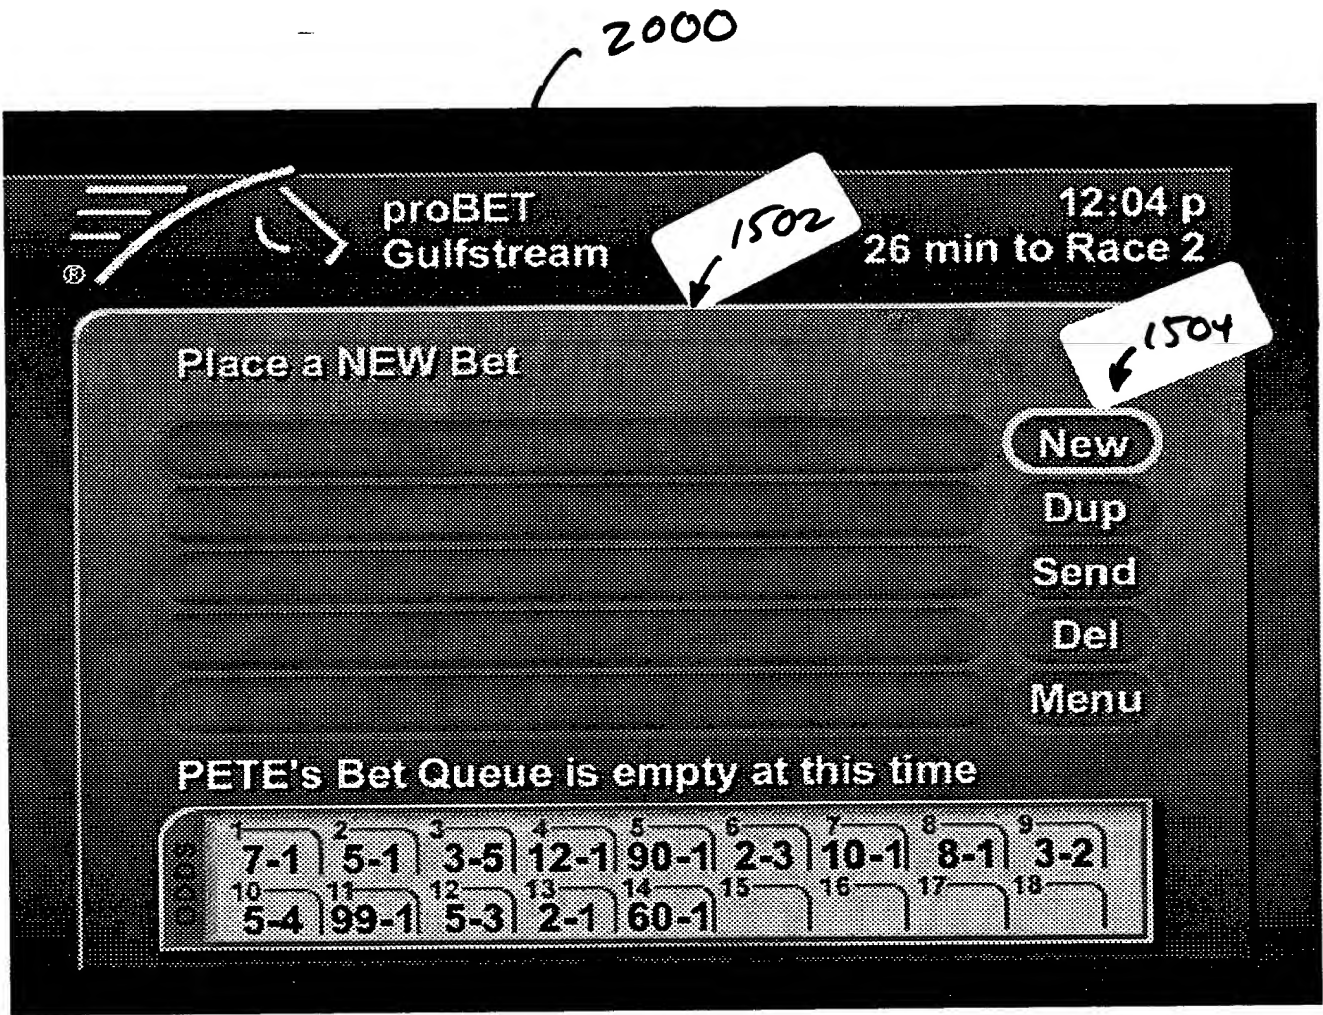 2000
proBET
Gulfstream
®
1502
12:04 p
26 min to Race 2
1504
Place a NEW Bet
New
Dup
Send
Del
Menu
PETE's Bet Queue is empty at this time
ODDS
1 2 3 4 5 6 7 8 9
7-1 5-1 3-5 12-1 90-1 2-3 10-1 8-1 3-2
10 11 12 13 14 15 16 17 18
5-4 99-1 5-3 2-1 60-1